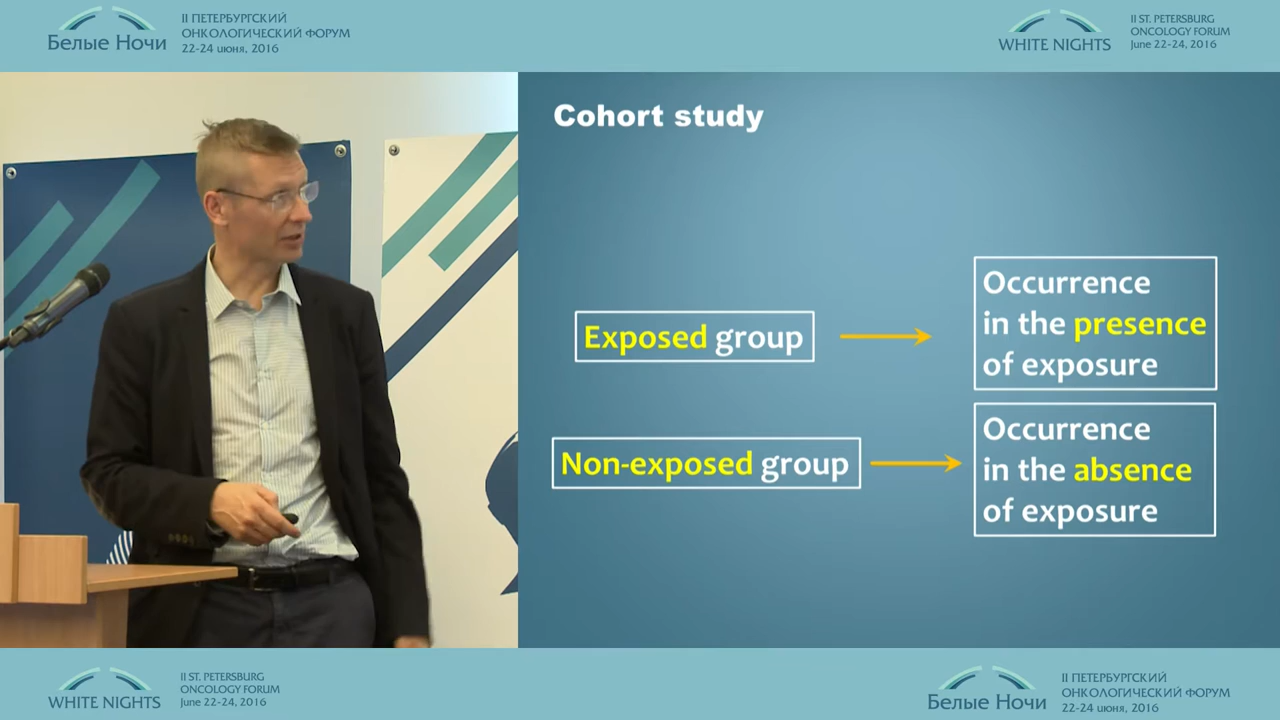 Белые Ночи
II ПЕТЕРБУРГСКИЙ
ОНКОЛОГИЧЕСКИЙ ФОРУМ
22-24 июня, 2016
WHITE NIGHTS
II ST. PETERSBURG
ONCOLOGY FORUM
June 22-24, 2016
Cohort study
Exposed group
Occurrence
in the presence
of exposure
Non-exposed group
Occurrence
in the absence
of exposure
WHITE NIGHTS
II ST. PETERSBURG
ONCOLOGY FORUM
June 22-24, 2016
Белые Ночи
II ПЕТЕРБУРГСКИЙ
ОНКОЛОГИЧЕСКИЙ ФОРУМ
22-24 июня, 2016